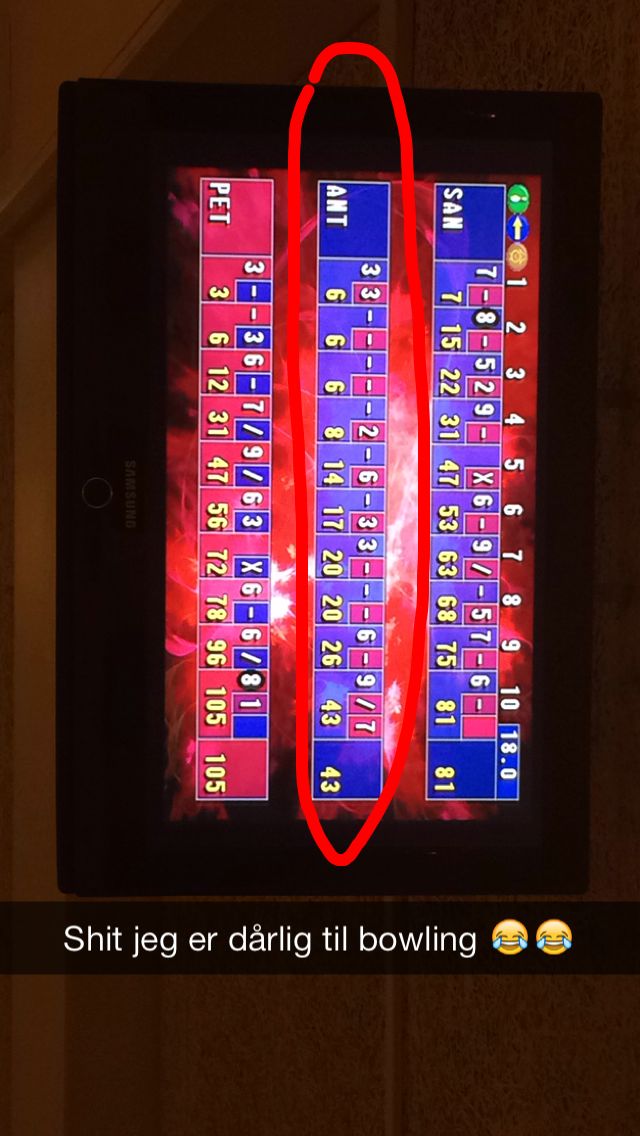 1 2 3 4 5 6 7 8 9 10 18.0
SAN 7 - 8 - 5 2 9 - X 6 - 9 / - 5 7 - 6 -
7 15 22 31 47 53 63 68 75 81 81
ANT 3 3 - - - - - 2 - 6 - 3 3 - - - 6 - 9 / 7
6 6 6 8 14 17 20 20 26 43 43
PET 3 - - 3 6 - 7 / 9 / 6 3 X 6 - 6 / 8 1
3 6 12 31 47 56 72 78 96 105 105
SAMSUNG
Shit jeg er dårlig til bowling 😂😂